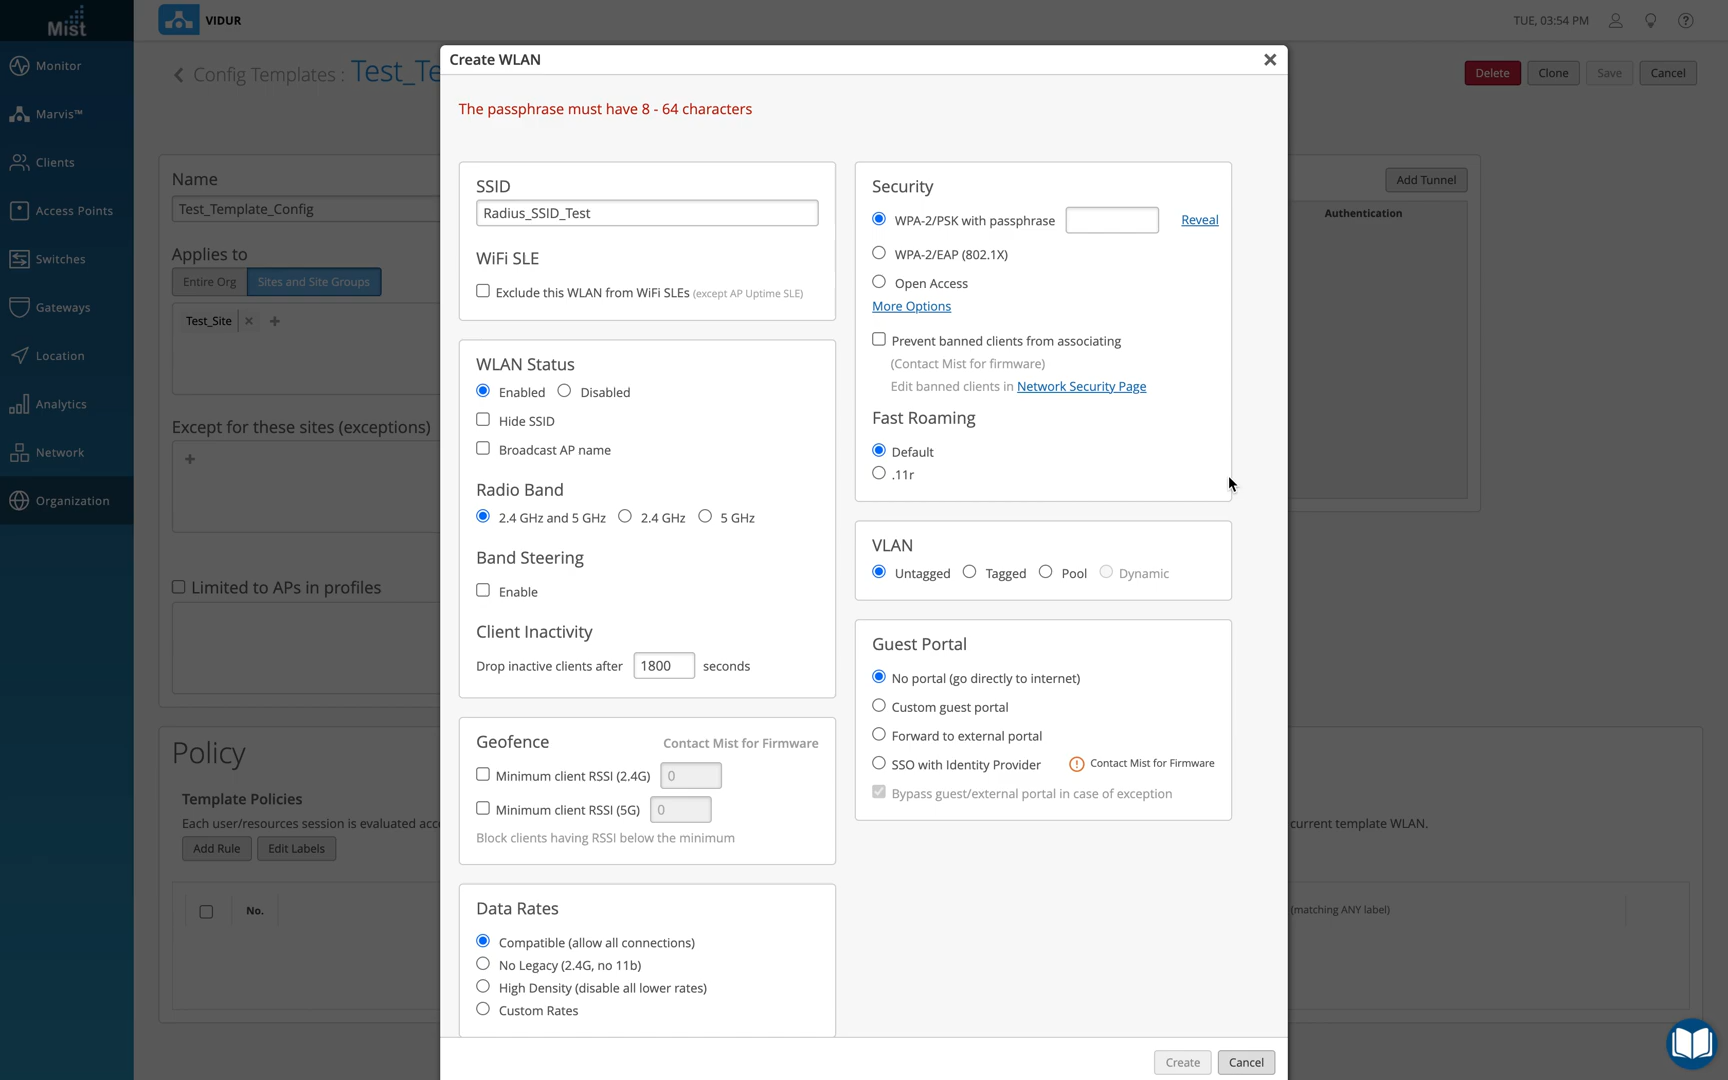 Mist
VIDUR
TUE, 03:54 PM
Monitor
Marvis™
Clients
Access Points
Switches
Gateways
Location
Analytics
Network
Organization
Config Templates : Test_Te
Delete
Clone
Save
Cancel
Name
Test_Template_Config
Applies to
Entire Org
Sites and Site Groups
Test_Site
Except for these sites (exceptions)
Limited to APs in profiles
Add Tunnel
Authentication
Policy
Template Policies
Each user/resources session is evaluated acc
current template WLAN.
Add Rule
Edit Labels
No.
(matching ANY label)
Create WLAN
The passphrase must have 8 - 64 characters
SSID
Radius_SSID_Test
WiFi SLE
Exclude this WLAN from WiFi SLEs (except AP Uptime SLE)
WLAN Status
Enabled Disabled
Hide SSID
Broadcast AP name
Radio Band
2.4 GHz and 5 GHz 2.4 GHz 5 GHz
Band Steering
Enable
Client Inactivity
Drop inactive clients after 1800 seconds
Geofence Contact Mist for Firmware
Minimum client RSSI (2.4G) 0
Minimum client RSSI (5G) 0
Block clients having RSSI below the minimum
Data Rates
Compatible (allow all connections)
No Legacy (2.4G, no 11b)
High Density (disable all lower rates)
Custom Rates
Security
WPA-2/PSK with passphrase Reveal
WPA-2/EAP (802.1X)
Open Access
More Options
Prevent banned clients from associating
(Contact Mist for firmware)
Edit banned clients in Network Security Page
Fast Roaming
Default
.11r
VLAN
Untagged Tagged Pool Dynamic
Guest Portal
No portal (go directly to internet)
Custom guest portal
Forward to external portal
SSO with Identity Provider Contact Mist for Firmware
Bypass guest/external portal in case of exception
Create
Cancel